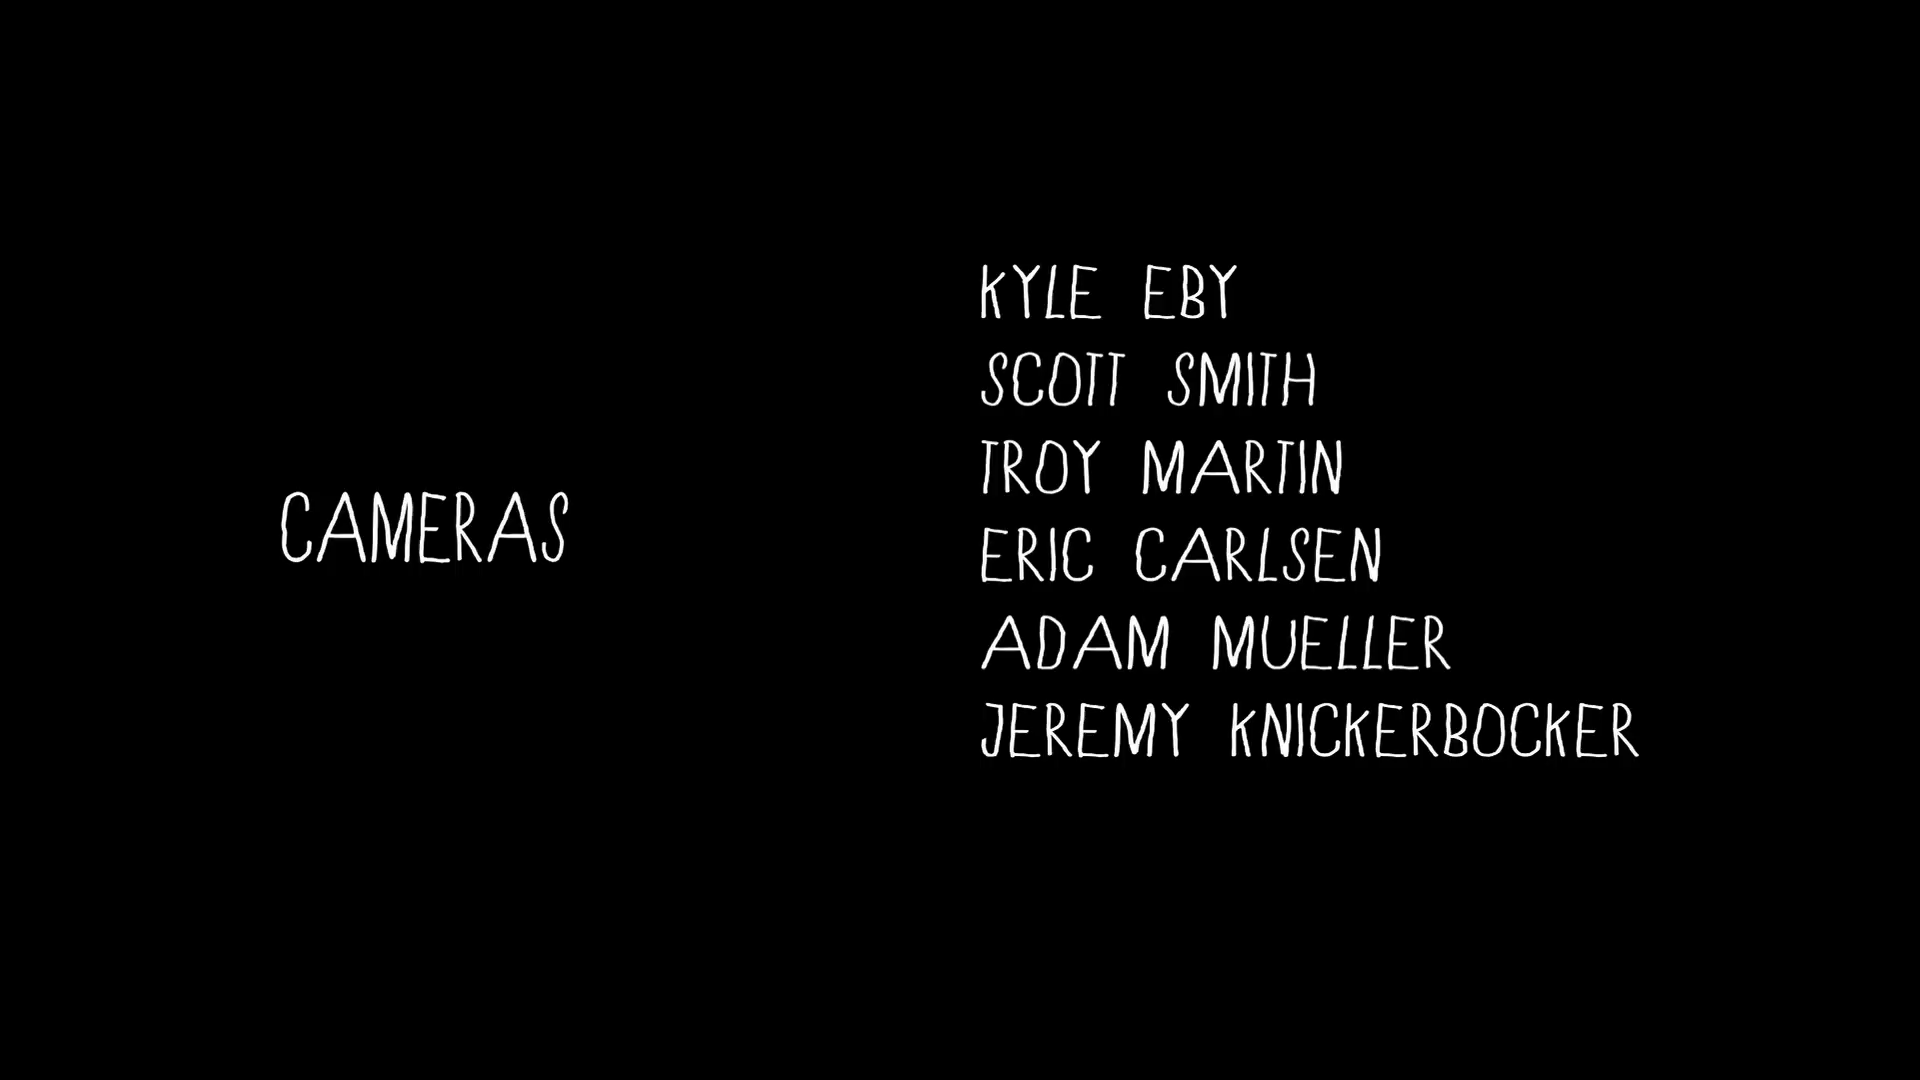 CAMERAS
KYLE EBY
SCOTT SMITH
TROY MARTIN
ERIC CARLSEN
ADAM MUELLER
JEREMY KNICKERBOCKER